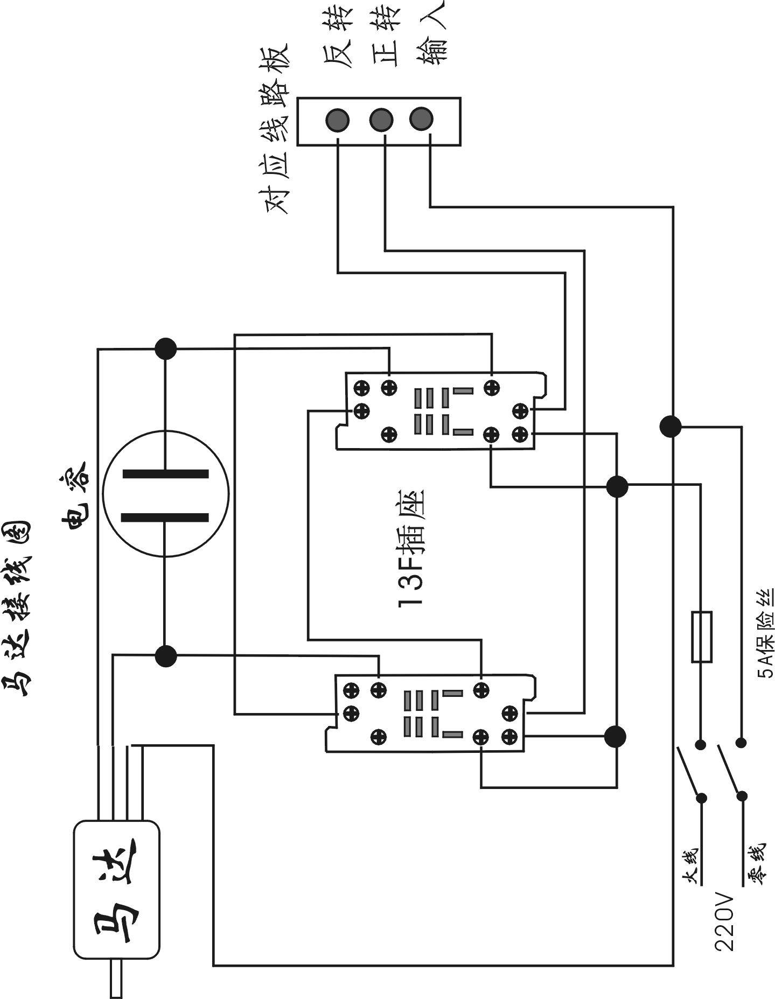 马达接线图
电容
马达
13F插座
对应线路板
反转
正转
输入
5A保险丝
火线
零线
220V